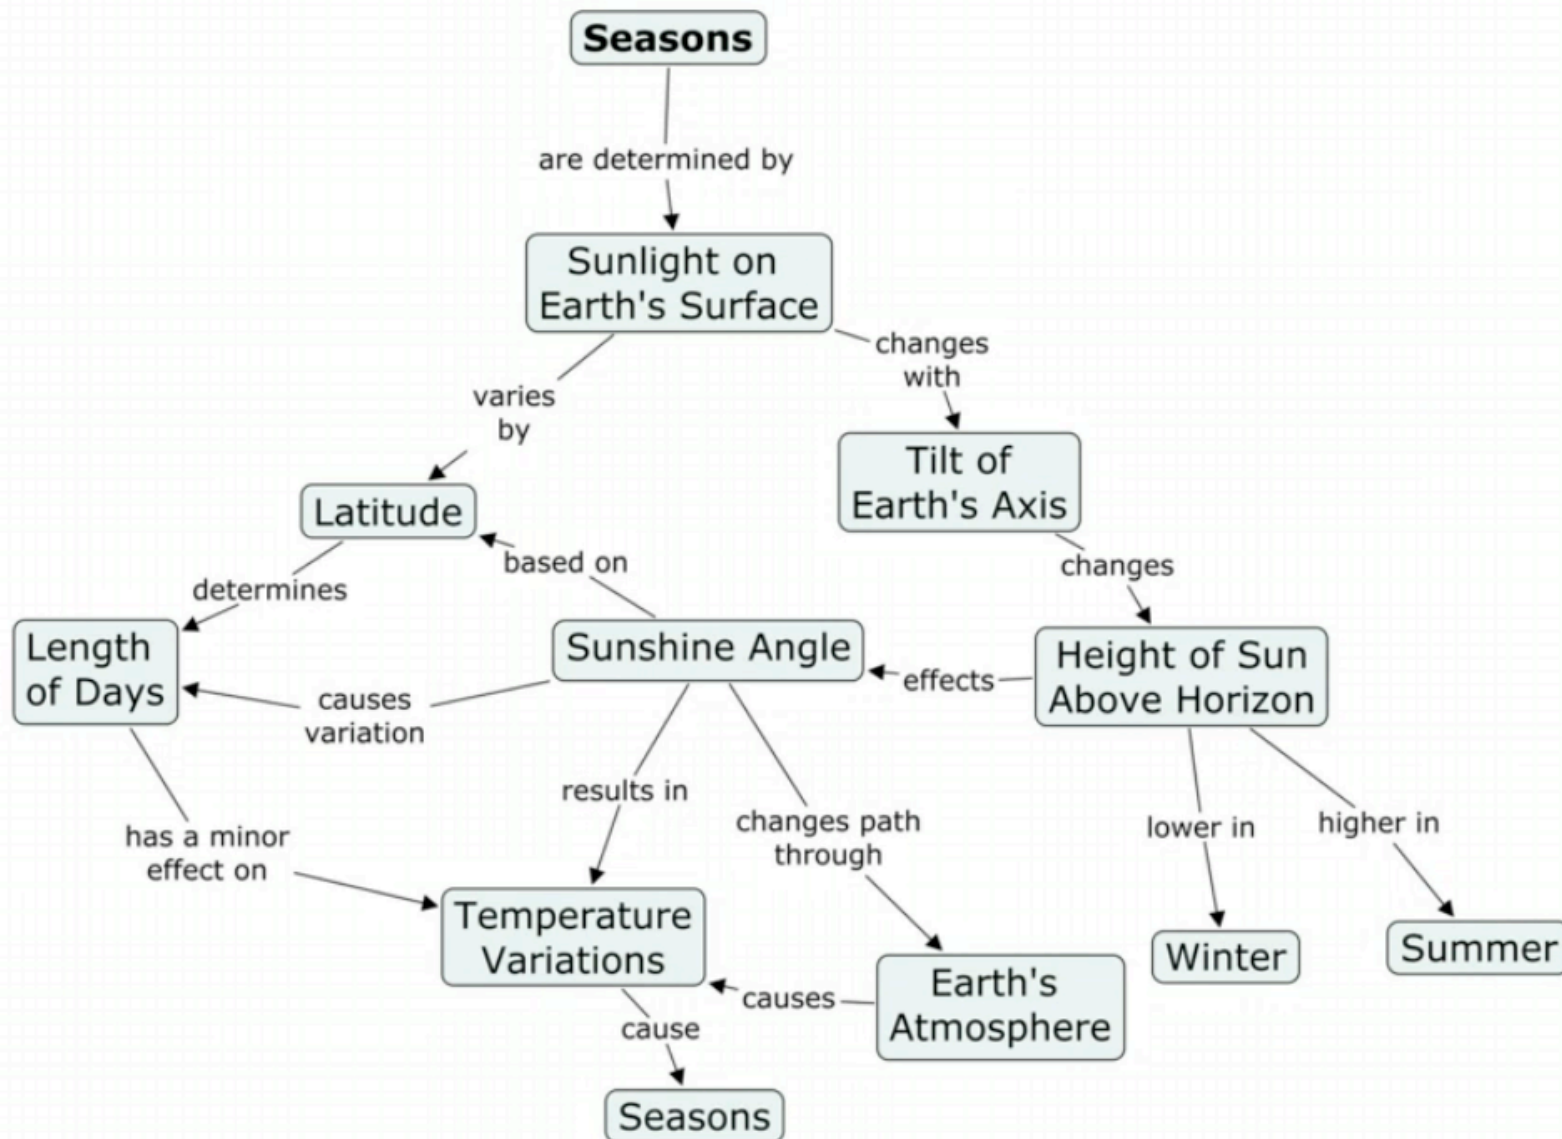 Seasons
are determined by
Sunlight on
Earth's Surface
changes
with
varies
by
Tilt of
Earth's Axis
Latitude
based on
changes
determines
Length
of Days
Sunshine Angle
effects
Height of Sun
Above Horizon
causes
variation
results in
changes path
through
lower in
higher in
has a minor
effect on
Temperature
Variations
Earth's
Atmosphere
Winter
Summer
causes
cause
Seasons